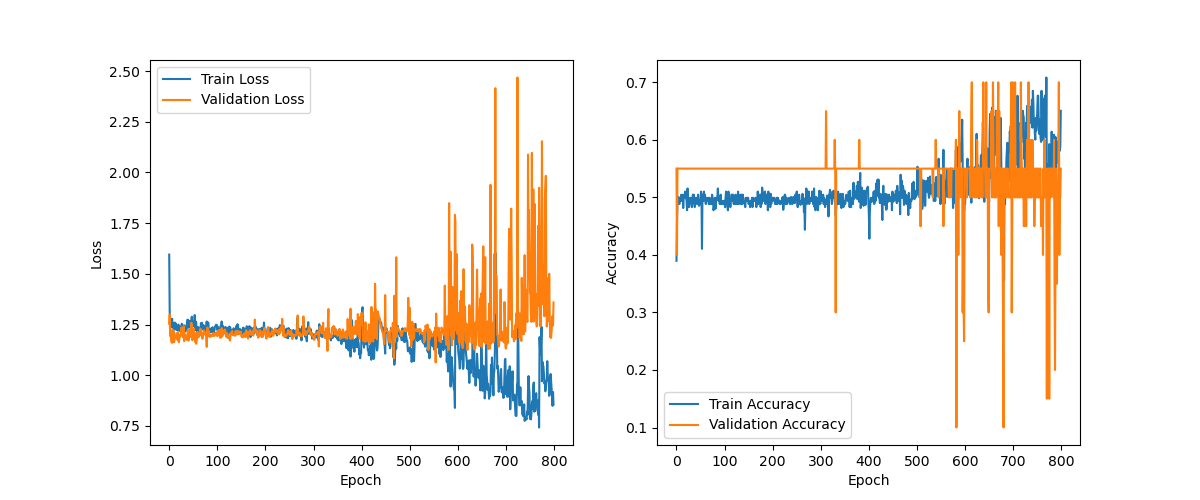 2.50
2.25
2.00
1.75
1.50
1.25
1.00
0.75
Loss
0 100 200 300 400 500 600 700 800
Epoch
Train Loss
Validation Loss
0.7
0.6
0.5
0.4
0.3
0.2
0.1
Accuracy
0 100 200 300 400 500 600 700 800
Epoch
Train Accuracy
Validation Accuracy